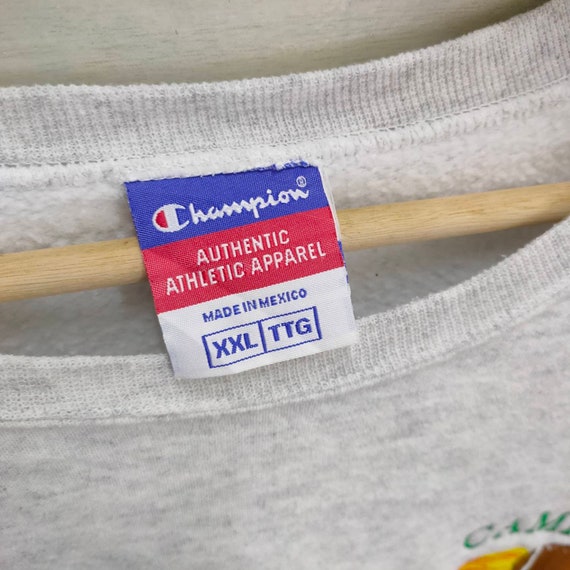 Champion®
AUTHENTIC
ATHLETIC APPAREL
MADE IN MEXICO
XXL TTG